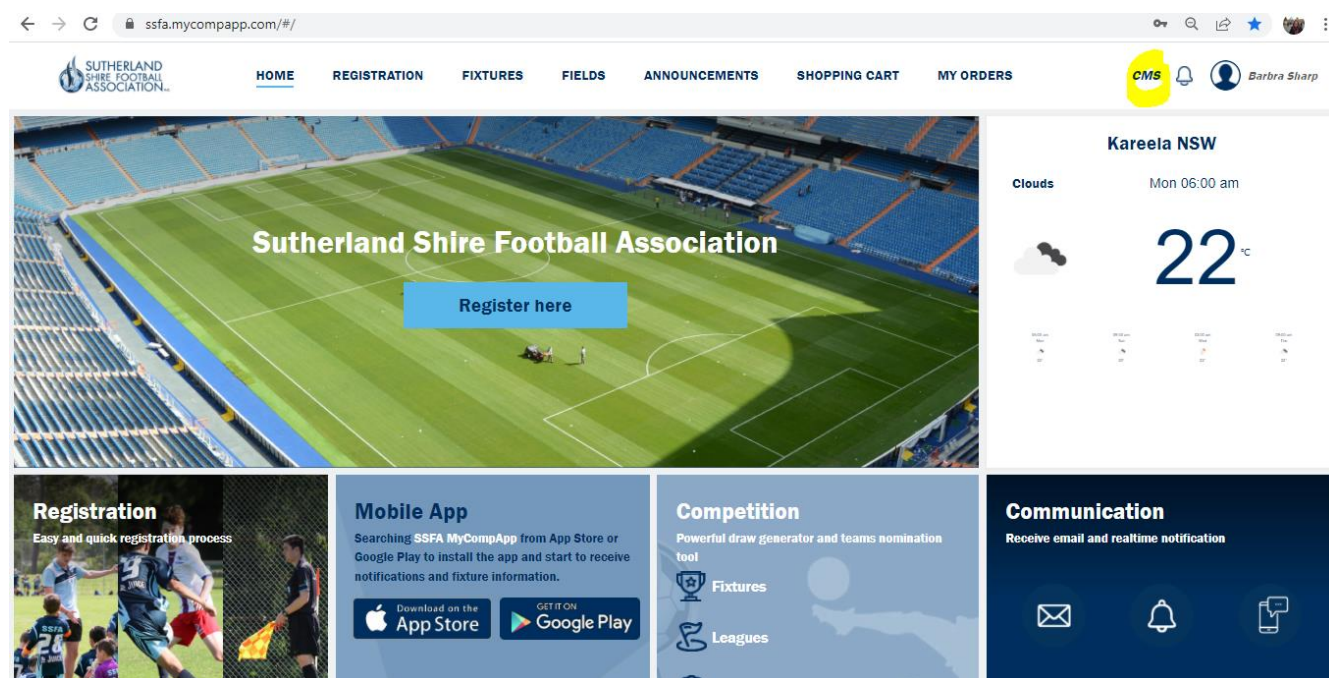 ssfa.mycompapp.com/#/
SUTHERLAND
SHIRE FOOTBALL
ASSOCIATION
HOME
REGISTRATION
FIXTURES
FIELDS
ANNOUNCEMENTS
SHOPPING CART
MY ORDERS
CMS
Barbra Sharp
Sutherland Shire Football Association
Register here
Kareela NSW
Clouds
Mon 06:00 am
22
°C
Registration
Easy and quick registration process
Mobile App
Searching SSFA MyCompApp from App Store or
Google Play to install the app and start to receive
notifications and fixture information.
Download on the
App Store
GET IT ON
Google Play
Competition
Powerful draw generator and teams nomination
tool
Fixtures
Leagues
Communication
Receive email and realtime notification
SSFA
28
9